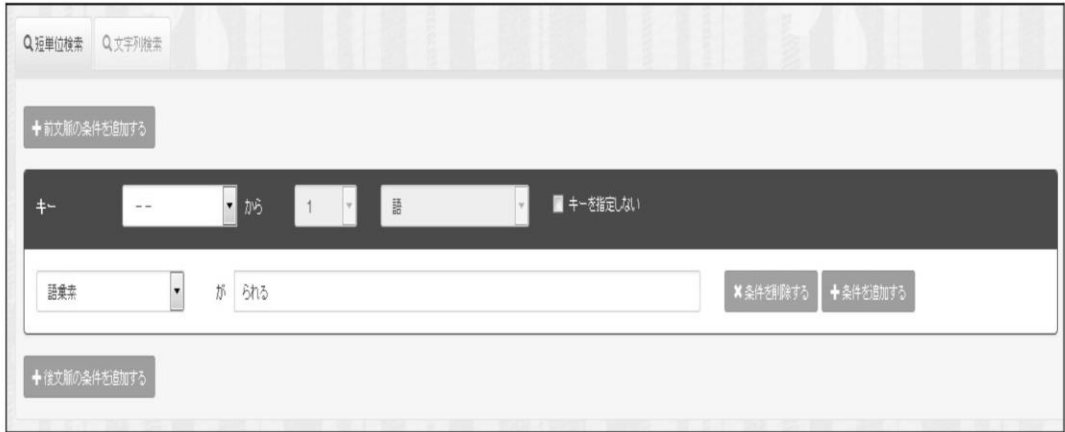 短単位検索 文字列検索
+前文脈の条件を追加する
キー -- から 1 語 キーを指定しない
語彙素 が られる ✖条件を削除する +条件を追加する
+後文脈の条件を追加する